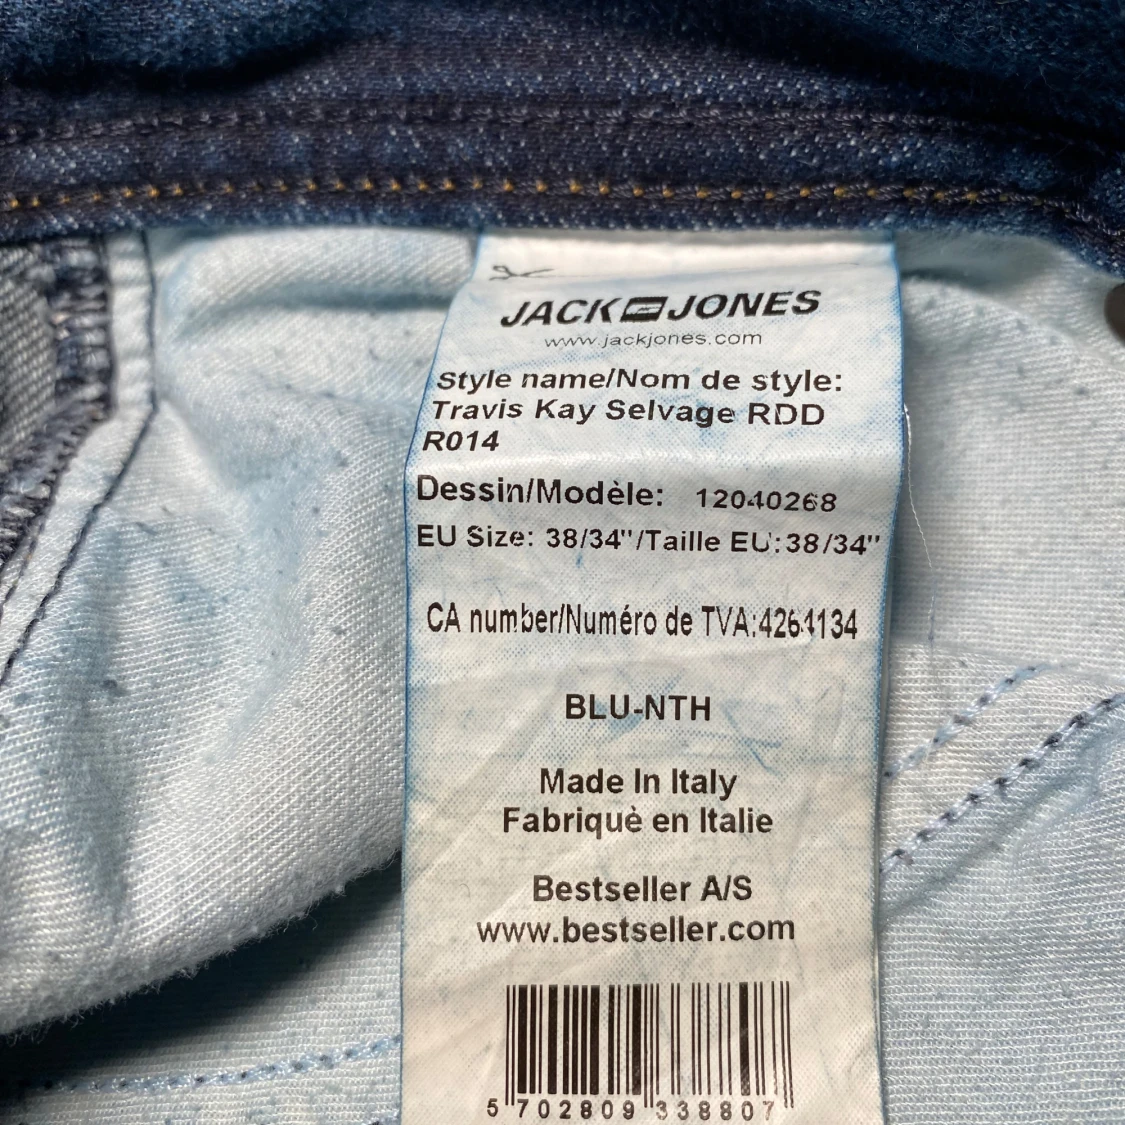 JACK JONES
www.jackjones.com
Style name/Nom de style:
Travis Kay Selvage RDD
R014
Dessin/Modèle: 12040268
EU Size: 38/34"/Taille EU:38/34"
CA number/Numéro de TVA:4261134
BLU-NTH
Made In Italy
Fabriquè en Italie
Bestseller A/S
www.bestseller.com
5 702809 338807